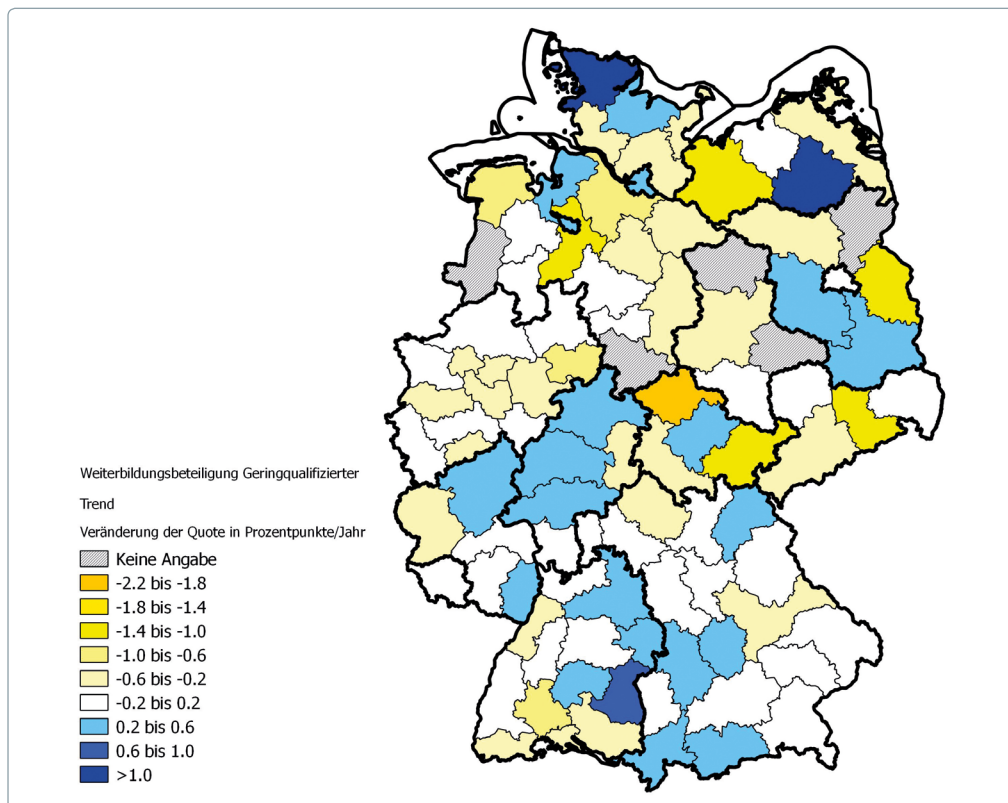 Weiterbildungsbeteiligung Geringqualifizierter
Trend
Veränderung der Quote in Prozentpunkte/Jahr
Keine Angabe
-2.2 bis -1.8
-1.8 bis -1.4
-1.4 bis -1.0
-1.0 bis -0.6
-0.6 bis -0.2
-0.2 bis 0.2
0.2 bis 0.6
0.6 bis 1.0
>1.0